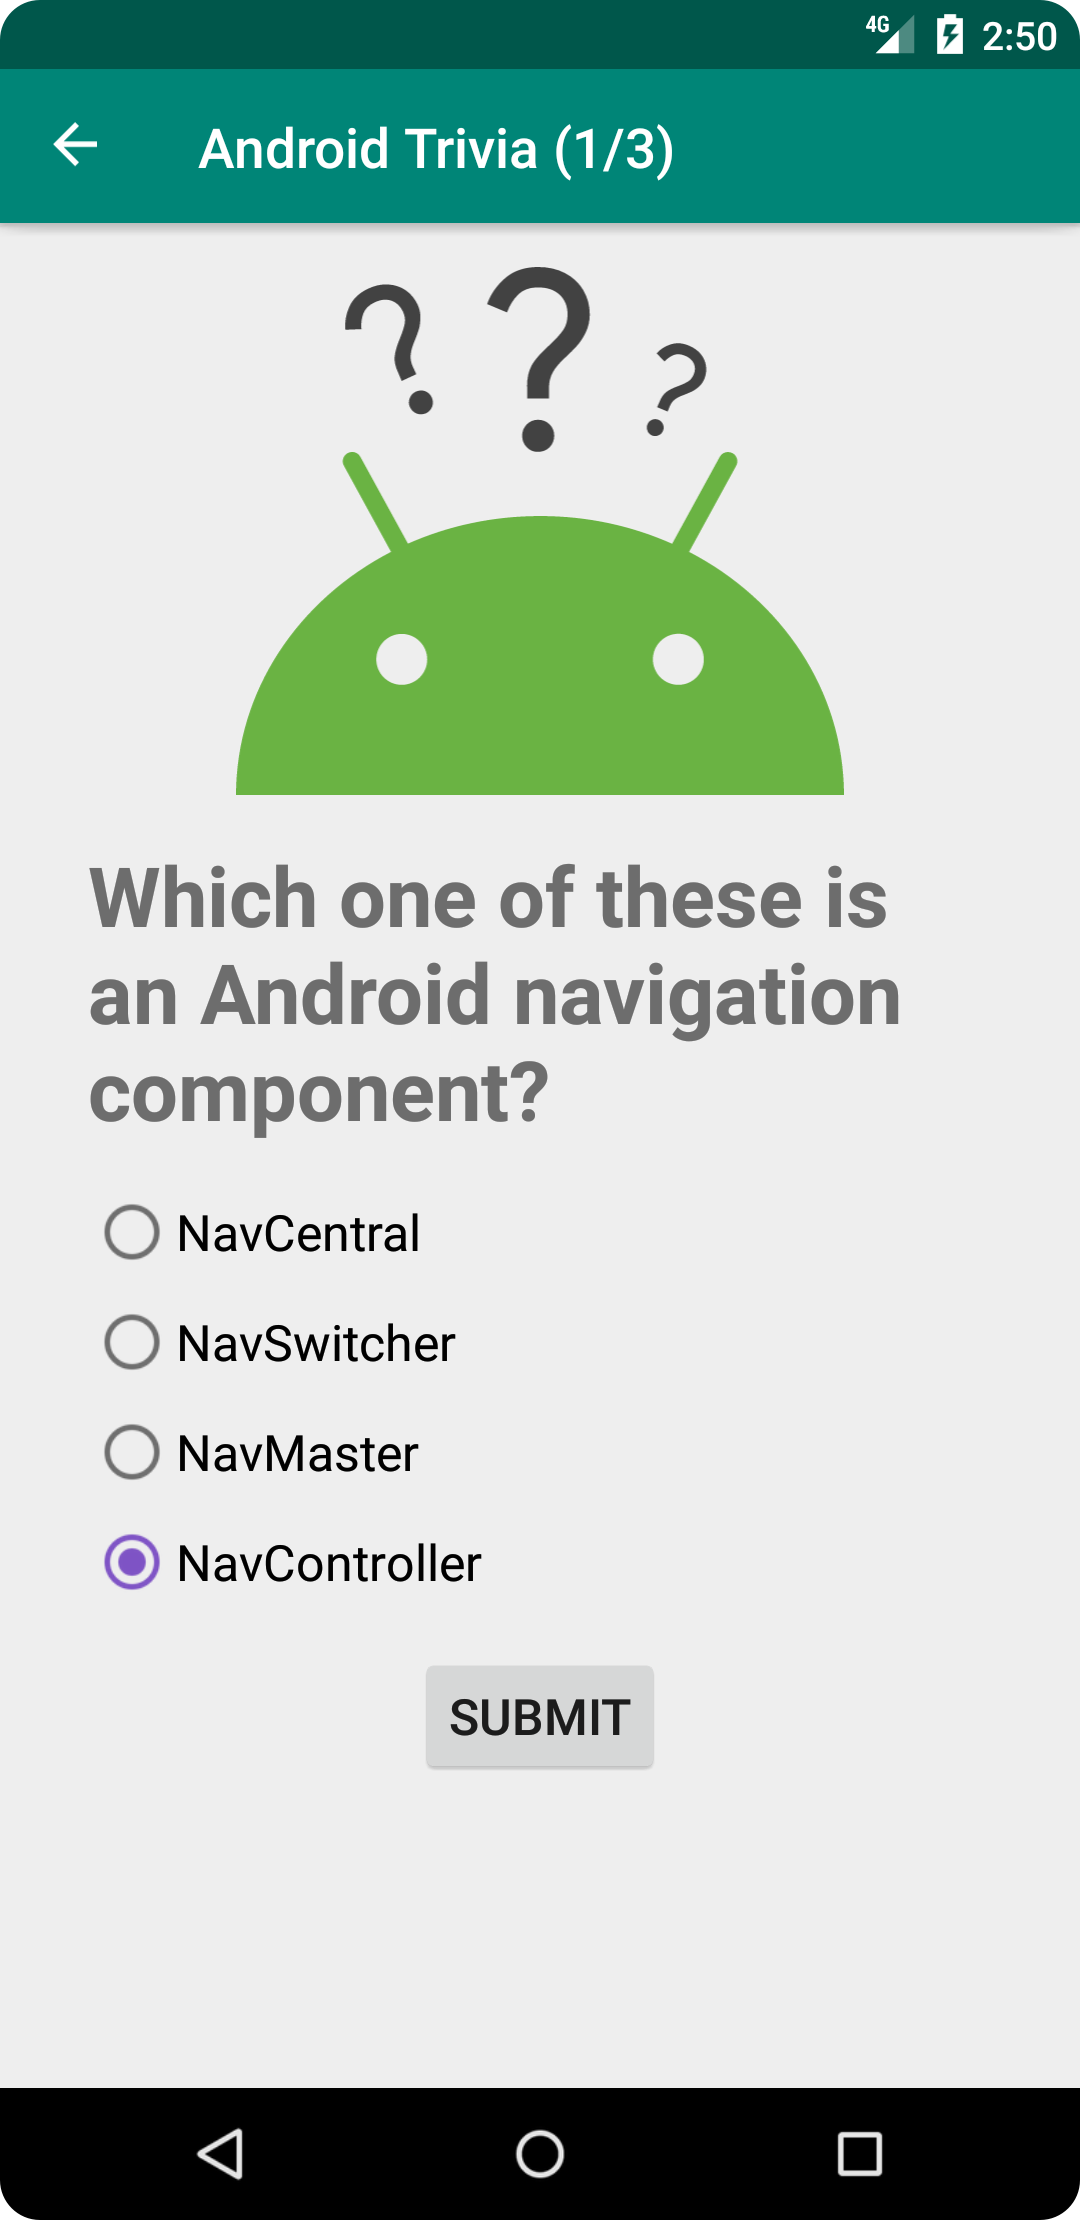 4G 2:50
Android Trivia (1/3)
? ? ?
Which one of these is
an Android navigation
component?
NavCentral
NavSwitcher
NavMaster
NavController
SUBMIT